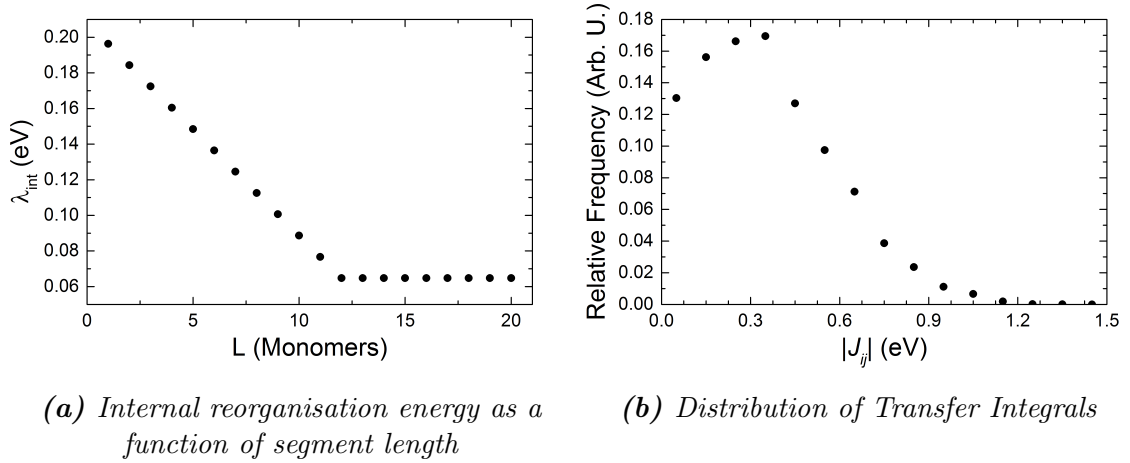 0.20
0.18
0.16
0.14
0.12
0.10
0.08
0.06
λint (eV)
0 5 10 15 20
L (Monomers)
0.18
0.16
0.14
0.12
0.10
0.08
0.06
0.04
0.02
0.00
Relative Frequency (Arb. U.)
0.0 0.3 0.6 0.9 1.2 1.5
|Jij| (eV)
(a) Internal reorganisation energy as a
function of segment length
(b) Distribution of Transfer Integrals